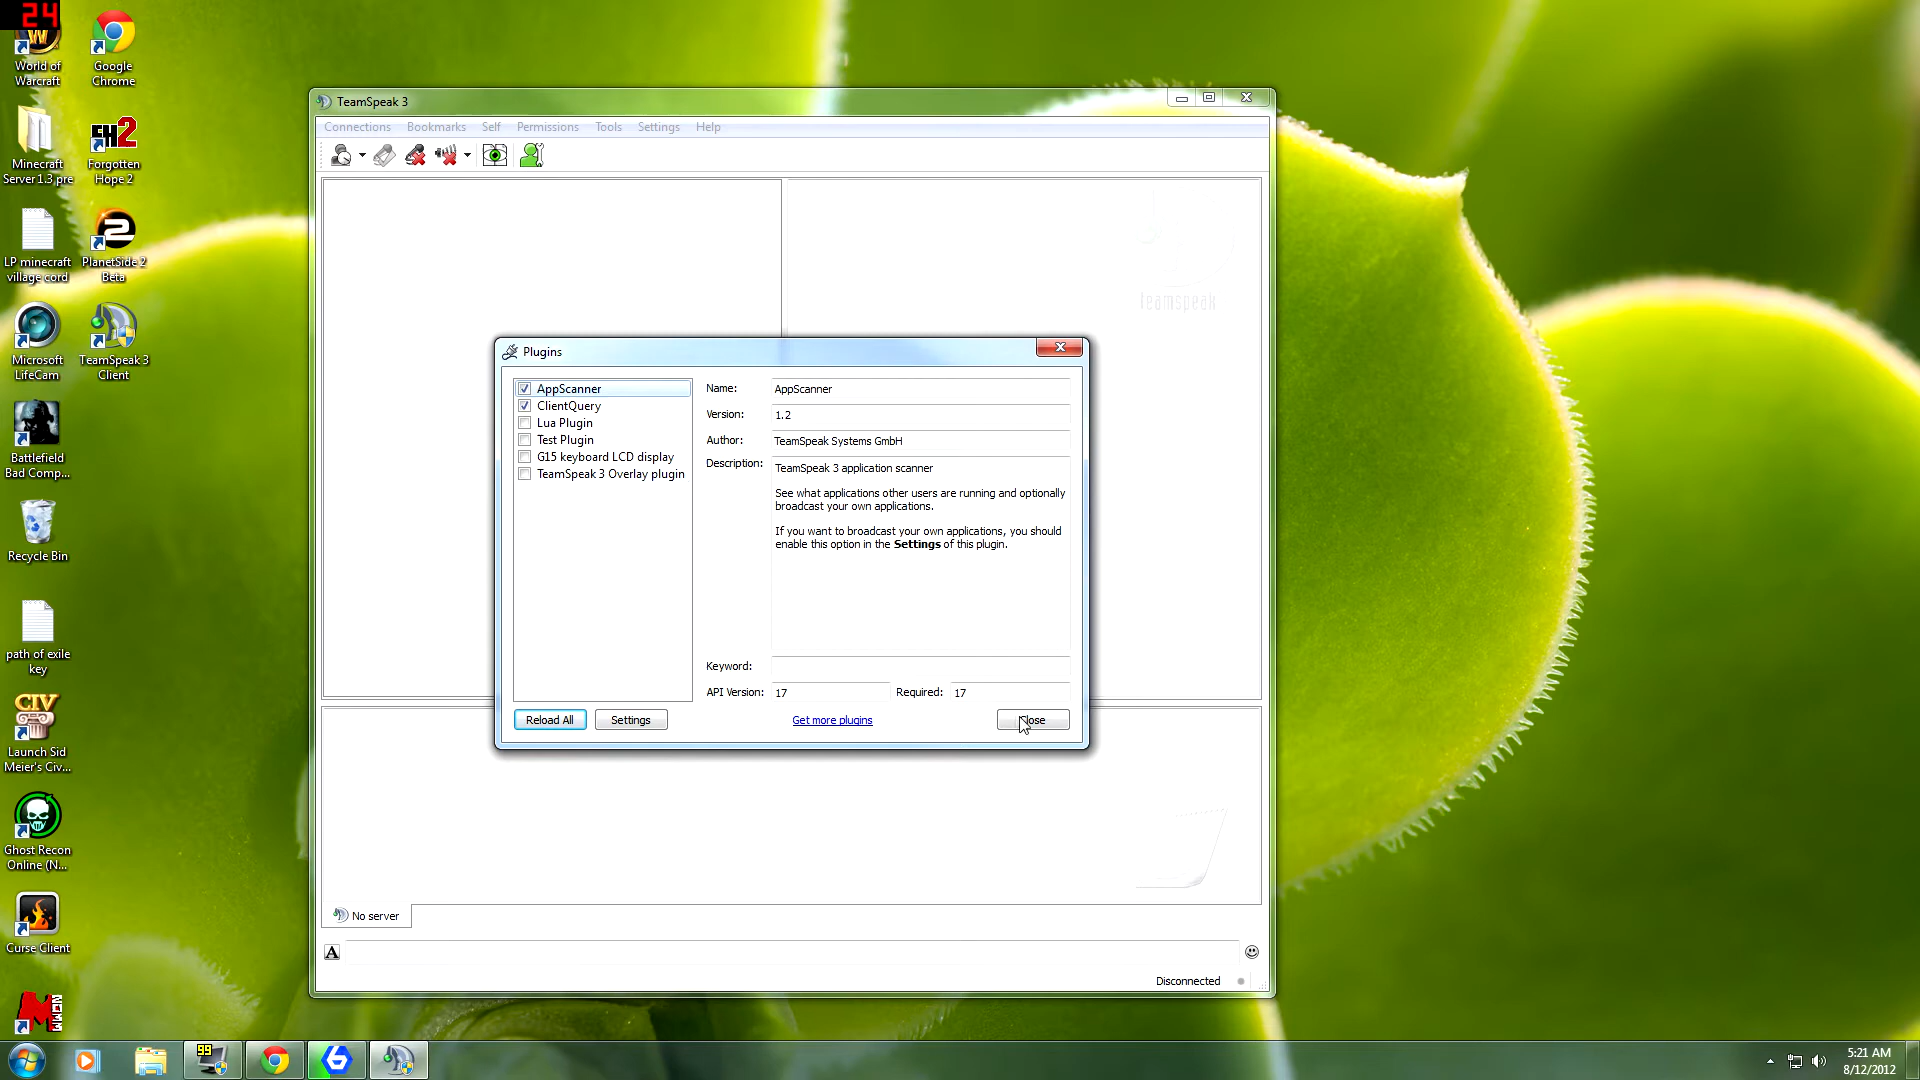 24
World of
Warcraft
Google
Chrome
Minecraft
Server 1.3 pre
FH2
Forgotten
Hope 2
LP minecraft
village cord
2
PlanetSide 2
Beta
Microsoft
LifeCam
TeamSpeak 3
Client
Battlefield
Bad Comp...
Recycle Bin
path of exile
key
CIV
Launch Sid
Meier's Civ...
Ghost Recon
Online (N...
Curse Client
TeamSpeak 3
Connections Bookmarks Self Permissions Tools Settings Help
teamspeak
Plugins
AppScanner
ClientQuery
Lua Plugin
Test Plugin
G15 keyboard LCD display
TeamSpeak 3 Overlay plugin
Name: AppScanner
Version: 1.2
Author: TeamSpeak Systems GmbH
Description: TeamSpeak 3 application scanner
See what applications other users are running and optionally
broadcast your own applications.
If you want to broadcast your own applications, you should
enable this option in the Settings of this plugin.
Keyword:
API Version: 17 Required: 17
Reload All Settings Get more plugins Close
No server
A
Disconnected
99
5:21 AM
8/12/2012